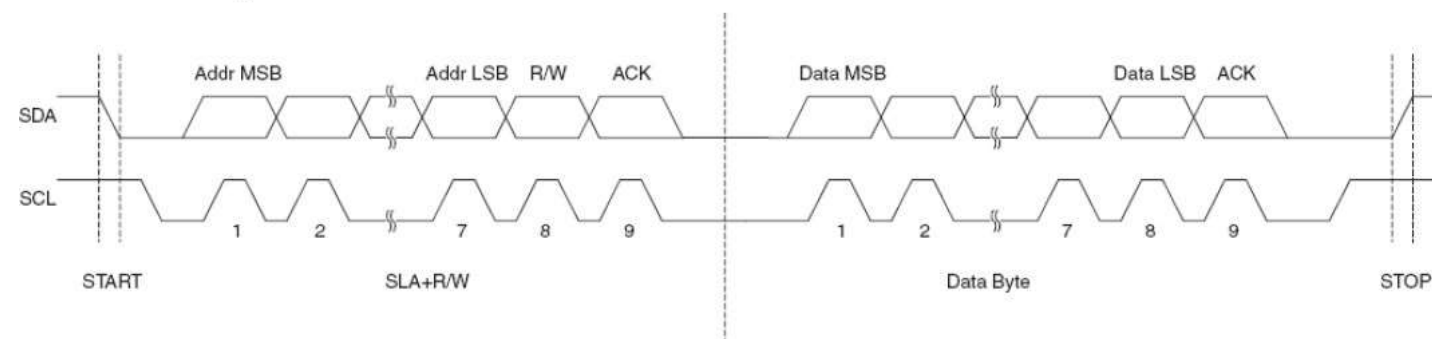 Addr MSB Addr LSB R/W ACK Data MSB Data LSB ACK
SDA
SCL
1 2 7 8 9 1 2 7 8 9
START SLA+R/W Data Byte STOP